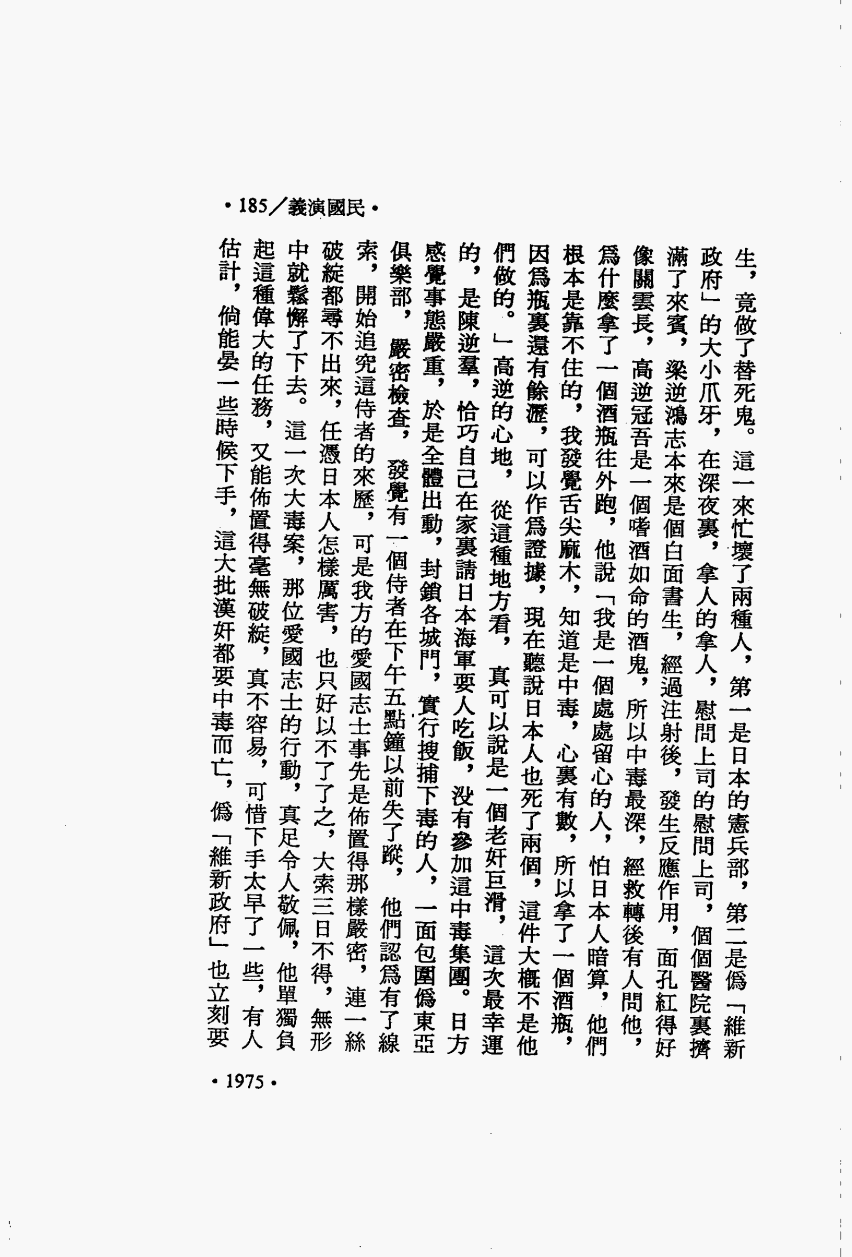 ·185/義演國民·
生，竟做了替死鬼。這一來忙壞了兩種人，第一是日本的憲兵部，第二是僞「維新
政府」的大小爪牙，在深夜裏，拿人的拿人，慰問上司的慰問上司，個個醫院裏擠
滿了來賓，梁逆鴻志本來是個白面書生，經過注射後，發生反應作用，面孔紅得好
像關雲長，高逆冠吾是一個嗜酒如命的酒鬼，所以中毒最深，經救轉後有人問他，
爲什麼拿了一個酒瓶往外跑，他說「我是一個處處留心的人，怕日本人暗算，他們
根本是靠不住的，我發覺舌尖麻木，知道是中毒，心裏有數，所以拿了一個酒瓶，
因爲瓶裏還有餘瀝，可以作爲證據，現在聽說日本人也死了兩個，這件大概不是他
們做的。」高逆的心地，從這種地方看，真可以說是一個老奸巨滑，這次最幸運
的，是陳逆羣，恰巧自己在家裏請日本海軍要人吃飯，没有參加這中毒集團。日方
感覺事態嚴重，於是全體出動，封鎖各城門，實行搜捕下毒的人，一面包圍僞東亞
俱樂部，嚴密檢查，發覺有一個侍者在下午五點鐘以前失了蹤，他們認爲有了線
索，開始追究這侍者的來歷，可是我方的愛國志士事先是佈置得那樣嚴密，連一絲
破綻都尋不出來，任憑日本人怎樣厲害，也只好以不了了之，大索三日不得，無形
中就鬆懈了下去。這一次大毒案，那位愛國志士的行動，真足令人敬佩，他單獨負
起這種偉大的任務，又能佈置得毫無破綻，真不容易，可惜下手太早了一些，有人
估計，倘能晏一些時候下手，這大批漢奸都要中毒而亡，僞「維新政府」也立刻要
·1975·